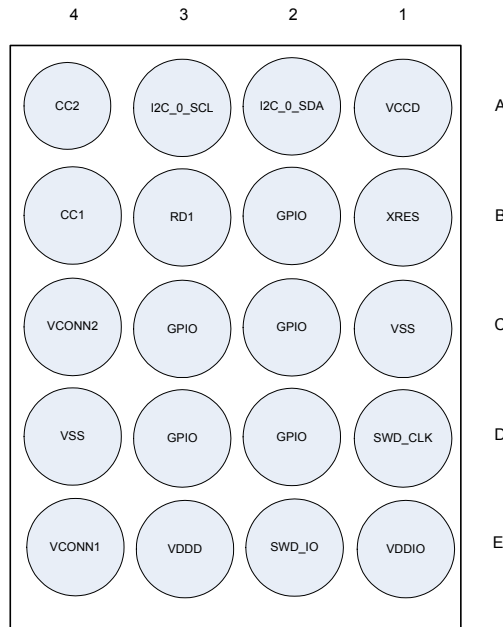 4 3 2 1
CC2 I2C_0_SCL I2C_0_SDA VCCD A
CC1 RD1 GPIO XRES B
VCONN2 GPIO GPIO VSS C
VSS GPIO GPIO SWD_CLK D
VCONN1 VDDD SWD_IO VDDIO E